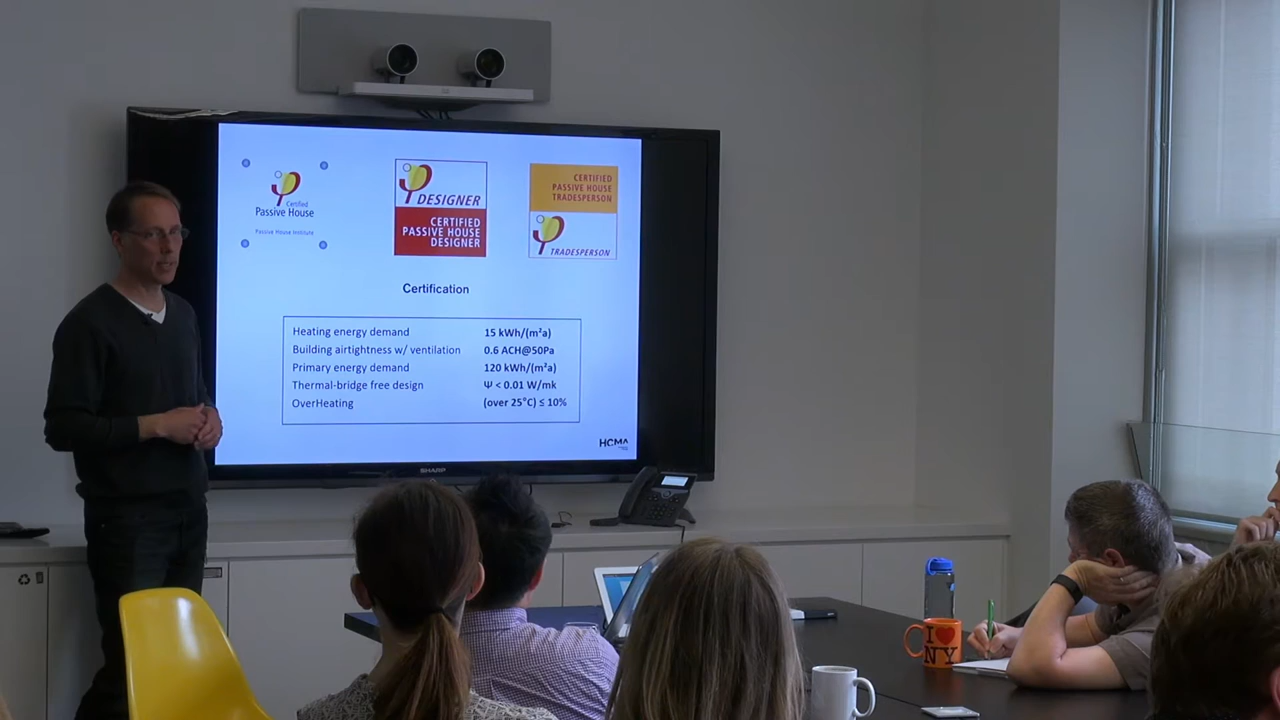 Certified
Passive House
Passive House Institute
DESIGNER
CERTIFIED
PASSIVE HOUSE
DESIGNER
CERTIFIED
PASSIVE HOUSE
TRADESPERSON
TRADESPERSON
Certification
Heating energy demand 15 kWh/(m²a)
Building airtightness w/ ventilation 0.6 ACH@50Pa
Primary energy demand 120 kWh/(m²a)
Thermal-bridge free design Ψ < 0.01 W/mk
OverHeating (over 25°C) ≤ 10%
HCMA
SHARP
I ♥
NY